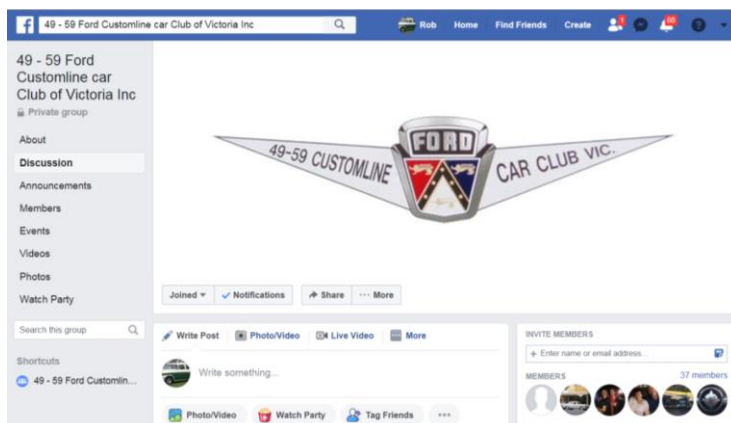 49 - 59 Ford Customline car Club of Victoria Inc
Rob
Home
Find Friends
Create
1
66
49 - 59 Ford
Customline car
Club of Victoria Inc
Private group
About
Discussion
Announcements
Members
Events
Videos
Photos
Watch Party
Search this group
Shortcuts
49 - 59 Ford Customlin...
49-59 CUSTOMLINE
FORD
CAR CLUB VIC.
Joined
Notifications
Share
More
Write Post
Photo/Video
Live Video
More
Write something...
Photo/Video
Watch Party
Tag Friends
INVITE MEMBERS
+ Enter name or email address...
MEMBERS
37 members